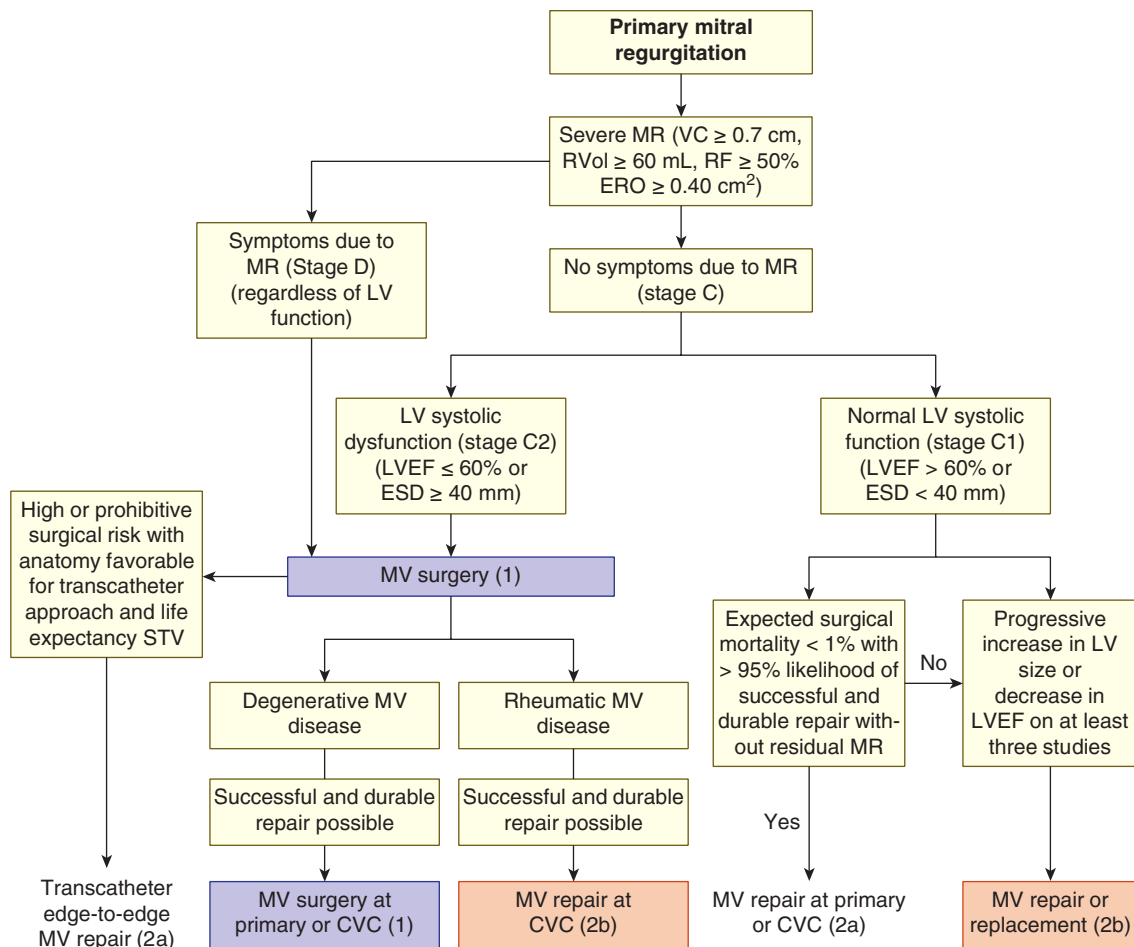 Primary mitral
regurgitation
Severe MR (VC ≥ 0.7 cm,
RVol ≥ 60 mL, RF ≥ 50%
ERO ≥ 0.40 cm²)
Symptoms due to
MR (Stage D)
(regardless of LV
function)
No symptoms due to MR
(stage C)
LV systolic
dysfunction (stage C2)
(LVEF ≤ 60% or
ESD ≥ 40 mm)
Normal LV systolic
function (stage C1)
(LVEF > 60% or
ESD < 40 mm)
High or prohibitive
surgical risk with
anatomy favorable
for transcatheter
approach and life
expectancy STV
MV surgery (1)
Expected surgical
mortality < 1% with
> 95% likelihood of
successful and
durable repair with-
out residual MR
No
Progressive
increase in LV
size or
decrease in
LVEF on at least
three studies
Degenerative MV
disease
Rheumatic MV
disease
Successful and durable
repair possible
Successful and durable
repair possible
Yes
Transcatheter
edge-to-edge
MV repair (2a)
MV surgery at
primary or CVC (1)
MV repair at
CVC (2b)
MV repair at primary
or CVC (2a)
MV repair or
replacement (2b)